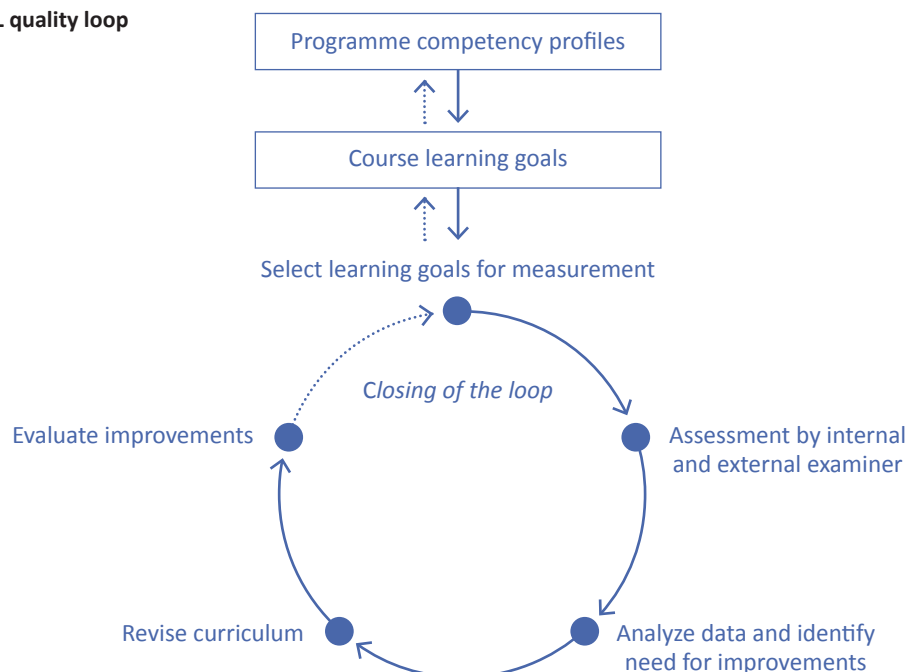 quality loop
Programme competency profiles
Course learning goals
Select learning goals for measurement
Closing of the loop
Evaluate improvements
Assessment by internal
and external examiner
Revise curriculum
Analyze data and identify
need for improvements